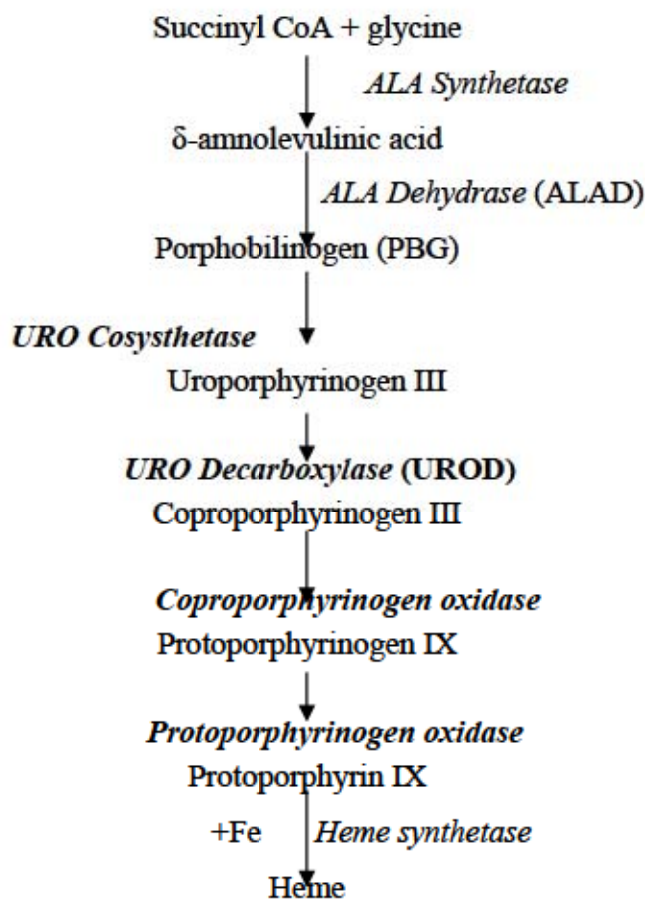 Succinyl CoA + glycine
ALA Synthetase
δ-amnolevulinic acid
ALA Dehydrase (ALAD)
Porphobilinogen (PBG)
URO Cosysthetase
Uroporphyrinogen III
URO Decarboxylase (UROD)
Coproporphyrinogen III
Coproporphyrinogen oxidase
Protoporphyrinogen IX
Protoporphyrinogen oxidase
Protoporphyrin IX
+Fe Heme synthetase
Heme